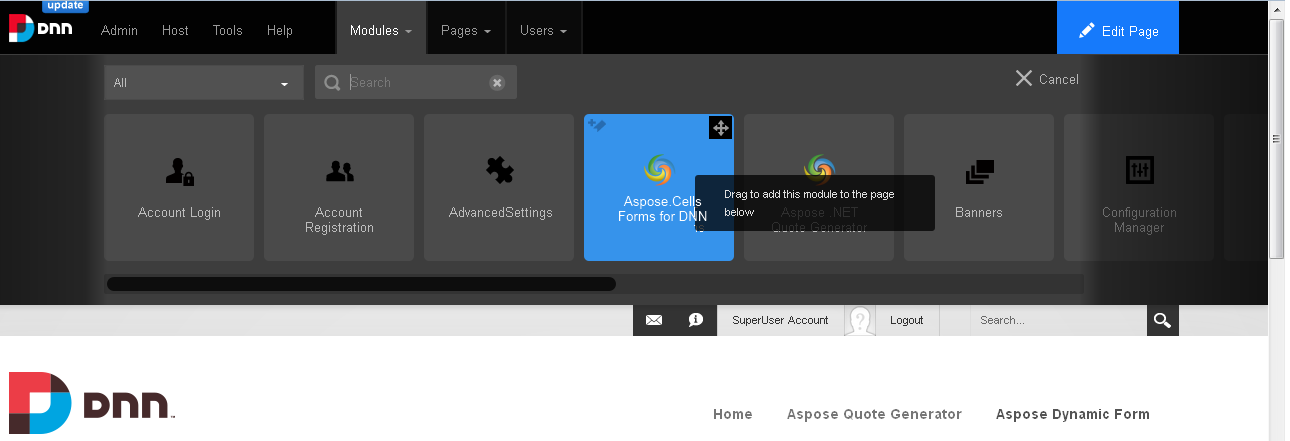 update
DNN
Admin
Host
Tools
Help
Modules
Pages
Users
Edit Page
All
Search
Cancel
Account Login
Account
Registration
AdvancedSettings
Aspose.Cells
Forms for DNN
Drag to add this module to the page
below
Aspose .NET
Quote Generator
Banners
Configuration
Manager
SuperUser Account
Logout
Search...
DNN
Home
Aspose Quote Generator
Aspose Dynamic Form